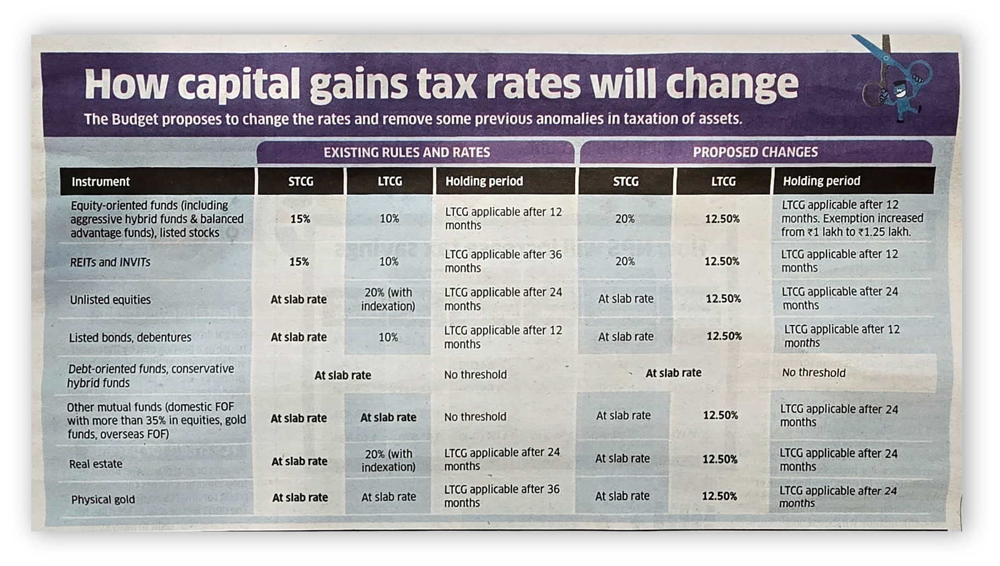 How capital gains tax rates will change
The Budget proposes to change the rates and remove some previous anomalies in taxation of assets.
EXISTING RULES AND RATES
PROPOSED CHANGES
Instrument
STCG
LTCG
Holding period
STCG
LTCG
Holding period
Equity-oriented funds (including
aggressive hybrid funds & balanced
advantage funds), listed stocks
15%
10%
LTCG applicable after 12
months
20%
12.50%
LTCG applicable after 12
months. Exemption increased
from ₹1 lakh to ₹1.25 lakh.
REITs and INVITs
15%
10%
LTCG applicable after 36
months
20%
12.50%
LTCG applicable after 12
months
Unlisted equities
At slab rate
20% (with
indexation)
LTCG applicable after 24
months
At slab rate
12.50%
LTCG applicable after 24
months
Listed bonds, debentures
At slab rate
10%
LTCG applicable after 12
months
At slab rate
12.50%
LTCG applicable after 12
months
Debt-oriented funds, conservative
hybrid funds
At slab rate
No threshold
At slab rate
No threshold
Other mutual funds (domestic FOF
with more than 35% in equities, gold
funds, overseas FOF)
At slab rate
At slab rate
No threshold
At slab rate
12.50%
LTCG applicable after 24
months
Real estate
At slab rate
20% (with
indexation)
LTCG applicable after 24
months
At slab rate
12.50%
LTCG applicable after 24
months
Physical gold
At slab rate
At slab rate
LTCG applicable after 36
months
At slab rate
12.50%
LTCG applicable after 24
months